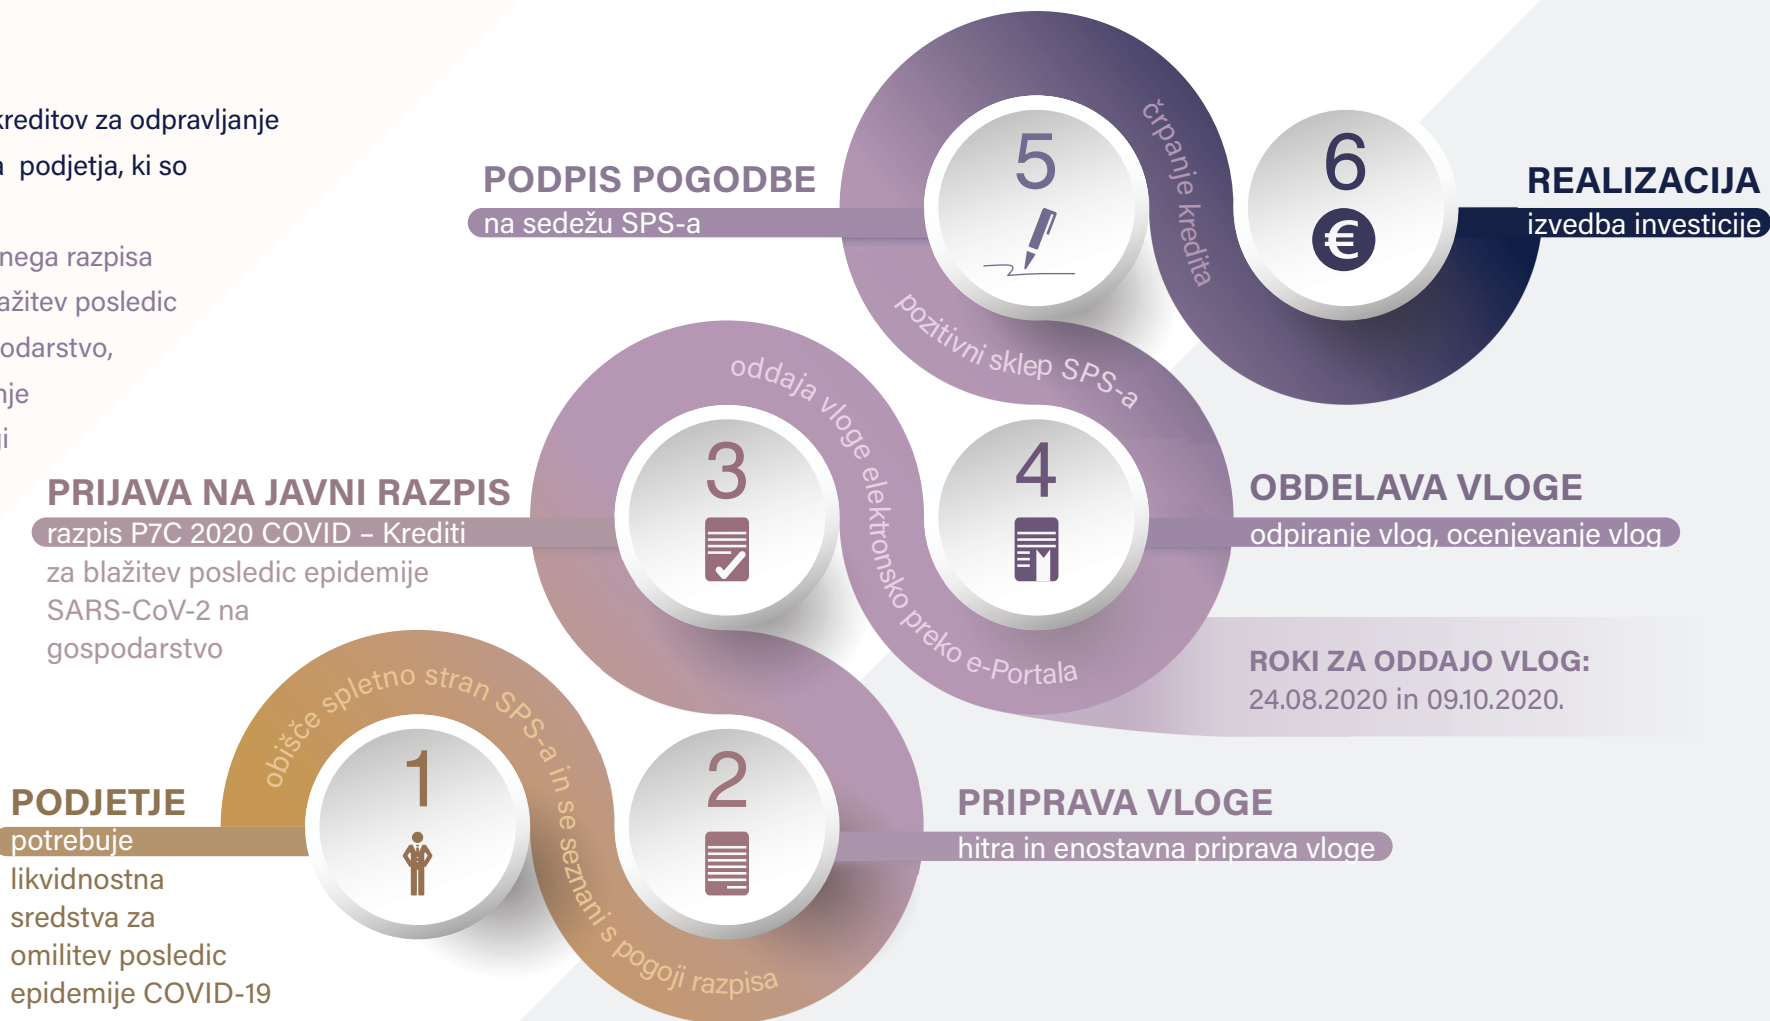 kreditov za odpravljanje
podjetja, ki so
nega razpisa
posledic
nje
PODPIS POGODBE
na sedežu SPS-a
5
črpanje kredita
6
€
REALIZACIJA
izvedba investicije
pozitivni sklep SPS-a
PRIJAVA NA JAVNI RAZPIS
razpis P7C 2020 COVID – Krediti
za blažitev posledic epidemije
SARS-CoV-2 na
gospodarstvo
3
oddaja vloge elektronsko preko e-Portala
4
OBDELAVA VLOGE
odpiranje vlog, ocenjevanje vlog
ROKI ZA ODDAJO VLOG:
24.08.2020 in 09.10.2020.
PODJETJE
potrebuje
likvidnostna
sredstva za
omilitev posledic
epidemije COVID-19
1
obišče spletno stran SPS-a in se seznani s pogoji razpisa
2
PRIPRAVA VLOGE
hitra in enostavna priprava vloge